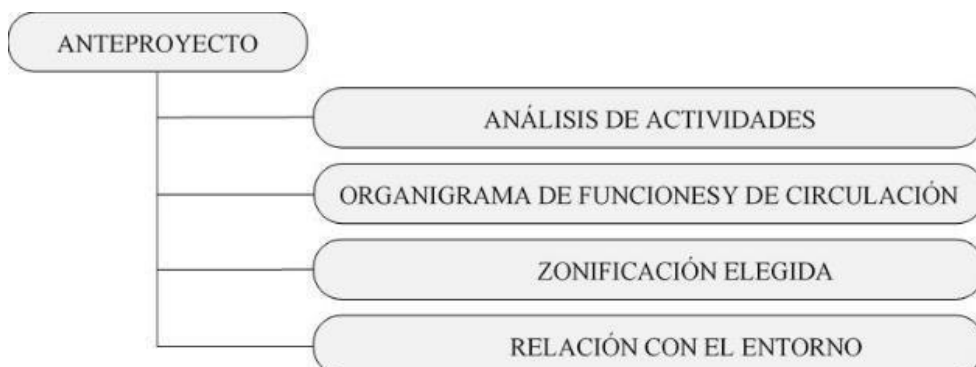 ANTEPROYECTO
ANÁLISIS DE ACTIVIDADES
ORGANIGRAMA DE FUNCIONESY DE CIRCULACIÓN
ZONIFICACIÓN ELEGIDA
RELACIÓN CON EL ENTORNO